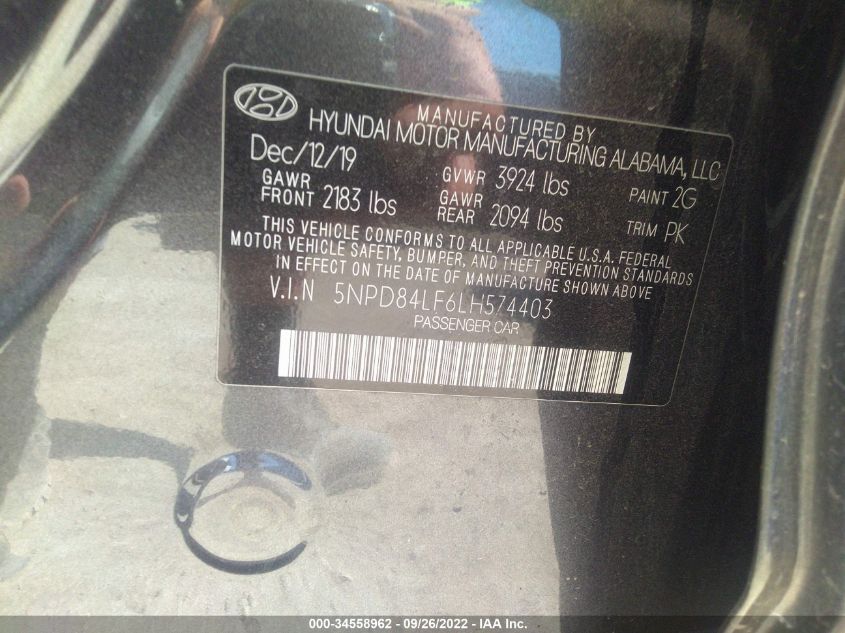 MANUFACTURED BY
HYUNDAI MOTOR MANUFACTURING ALABAMA, LLC
Dec/12/19
GVWR 3924 lbs
PAINT 2G
GAWR FRONT 2183 lbs
GAWR REAR 2094 lbs
TRIM PK
THIS VEHICLE CONFORMS TO ALL APPLICABLE U.S.A. FEDERAL
MOTOR VEHICLE SAFETY, BUMPER, AND THEFT PREVENTION STANDARDS
IN EFFECT ON THE DATE OF MANUFACTURE SHOWN ABOVE
V.I.N 5NPD84LF6LH574403
PASSENGER CAR
000-34558962 - 09/26/2022 - IAA Inc.